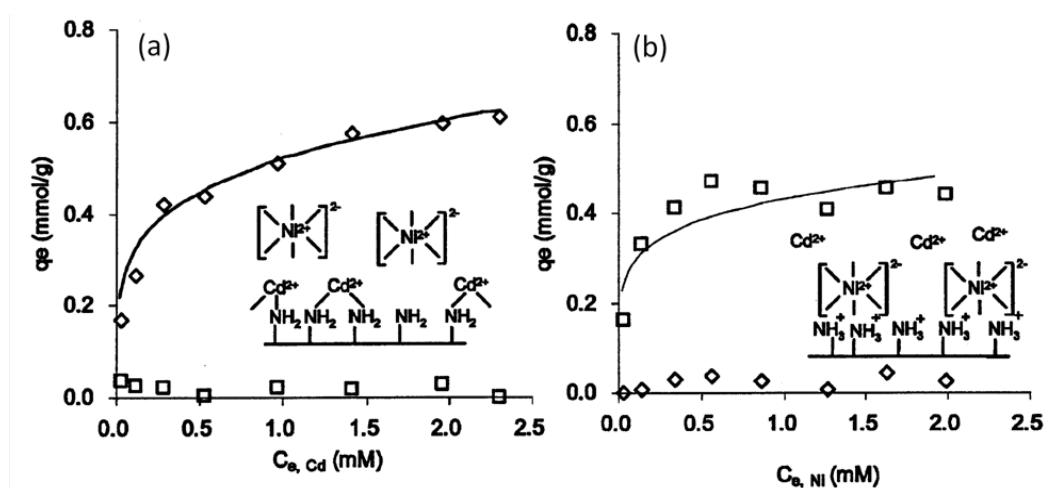 (a)
qe (mmol/g)
0.8
0.6
0.4
0.2
0.0
0.0 0.5 1.0 1.5 2.0 2.5
Ce, Cd (mM)
Ni²⁺ 2-
Ni²⁺ 2-
Cd²⁺ Cd²⁺ Cd²⁺
NH₂ NH₂ NH₂ NH₂ NH₂
(b)
qe (mmol/g)
0.8
0.6
0.4
0.2
0.0
0.0 0.5 1.0 1.5 2.0 2.5
Ce, Ni (mM)
Cd²⁺ Cd²⁺ Cd²⁺
Ni²⁺ 2-
Ni²⁺ 2-
NH₃⁺ NH₃⁺ NH₃⁺ NH₃⁺ NH₃⁺